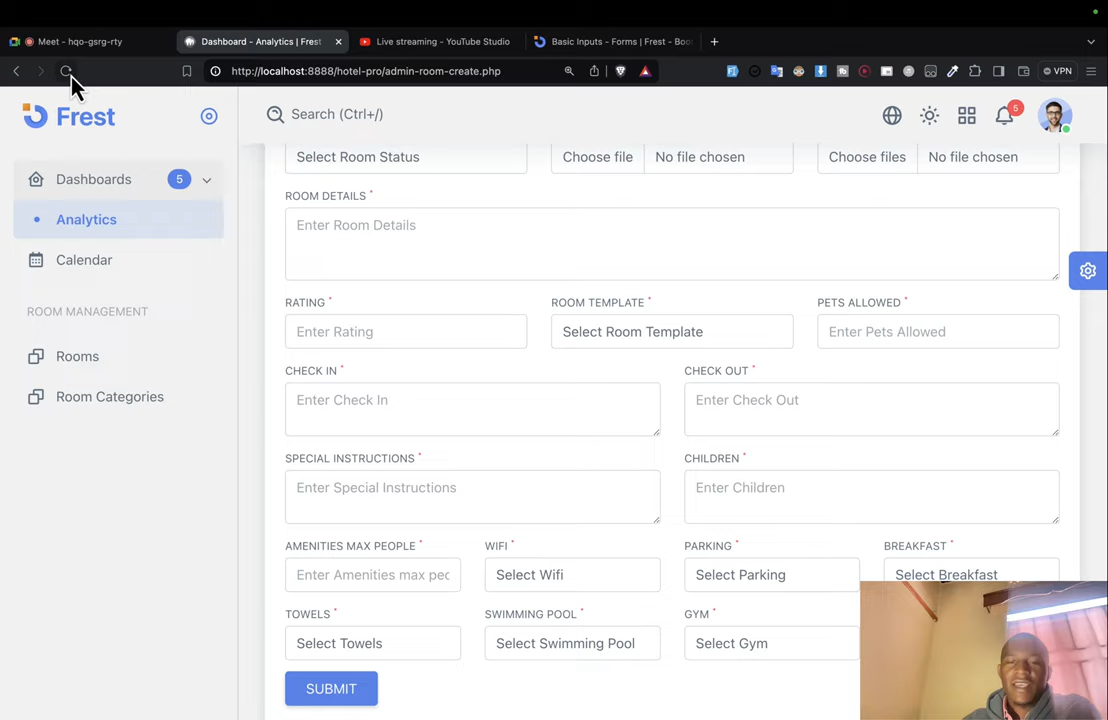 Meet - hqo-gsrg-rty
Dashboard - Analytics | Frest
Live streaming - YouTube Studio
Basic Inputs - Forms | Frest - Boo
http://localhost:8888/hotel-pro/admin-room-create.php
VPN
Frest
Search (Ctrl+/)
5
Dashboards
5
Analytics
Calendar
ROOM MANAGEMENT
Rooms
Room Categories
Select Room Status
Choose file No file chosen
Choose files No file chosen
ROOM DETAILS *
Enter Room Details
RATING *
ROOM TEMPLATE *
PETS ALLOWED *
Enter Rating
Select Room Template
Enter Pets Allowed
CHECK IN *
CHECK OUT *
Enter Check In
Enter Check Out
SPECIAL INSTRUCTIONS *
CHILDREN *
Enter Special Instructions
Enter Children
AMENITIES MAX PEOPLE *
WIFI *
PARKING *
BREAKFAST *
Enter Amenities max pec
Select Wifi
Select Parking
Select Breakfast
TOWELS *
SWIMMING POOL *
GYM *
Select Towels
Select Swimming Pool
Select Gym
SUBMIT